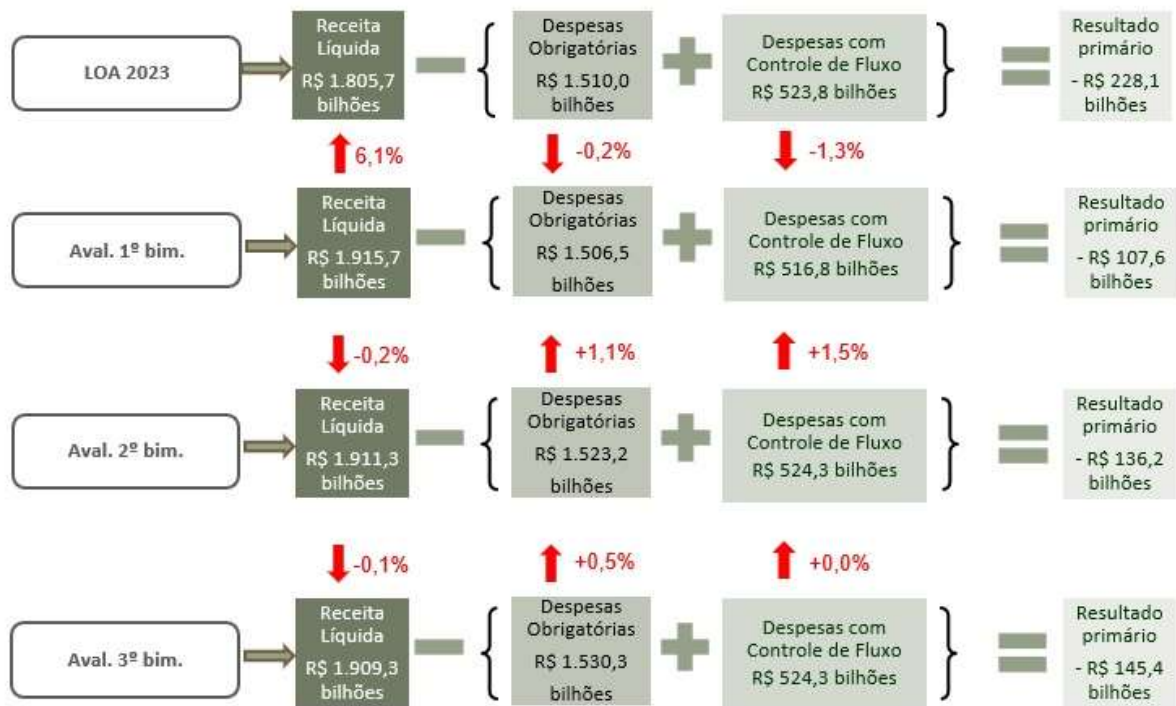 LOA 2023
Receita
Líquida
R$ 1.805,7
bilhões
Despesas
Obrigatórias
R$ 1.510,0
bilhões
Despesas com
Controle de Fluxo
R$ 523,8 bilhões
Resultado
primário
- R$ 228,1
bilhões
6,1%
-0,2%
-1,3%
Aval. 1º bim.
Receita
Líquida
R$ 1.915,7
bilhões
Despesas
Obrigatórias
R$ 1.506,5
bilhões
Despesas com
Controle de Fluxo
R$ 516,8 bilhões
Resultado
primário
- R$ 107,6
bilhões
-0,2%
+1,1%
+1,5%
Aval. 2º bim.
Receita
Líquida
R$ 1.911,3
bilhões
Despesas
Obrigatórias
R$ 1.523,2
bilhões
Despesas com
Controle de Fluxo
R$ 524,3 bilhões
Resultado
primário
- R$ 136,2
bilhões
-0,1%
+0,5%
+0,0%
Aval. 3º bim.
Receita
Líquida
R$ 1.909,3
bilhões
Despesas
Obrigatórias
R$ 1.530,3
bilhões
Despesas com
Controle de Fluxo
R$ 524,3 bilhões
Resultado
primário
- R$ 145,4
bilhões